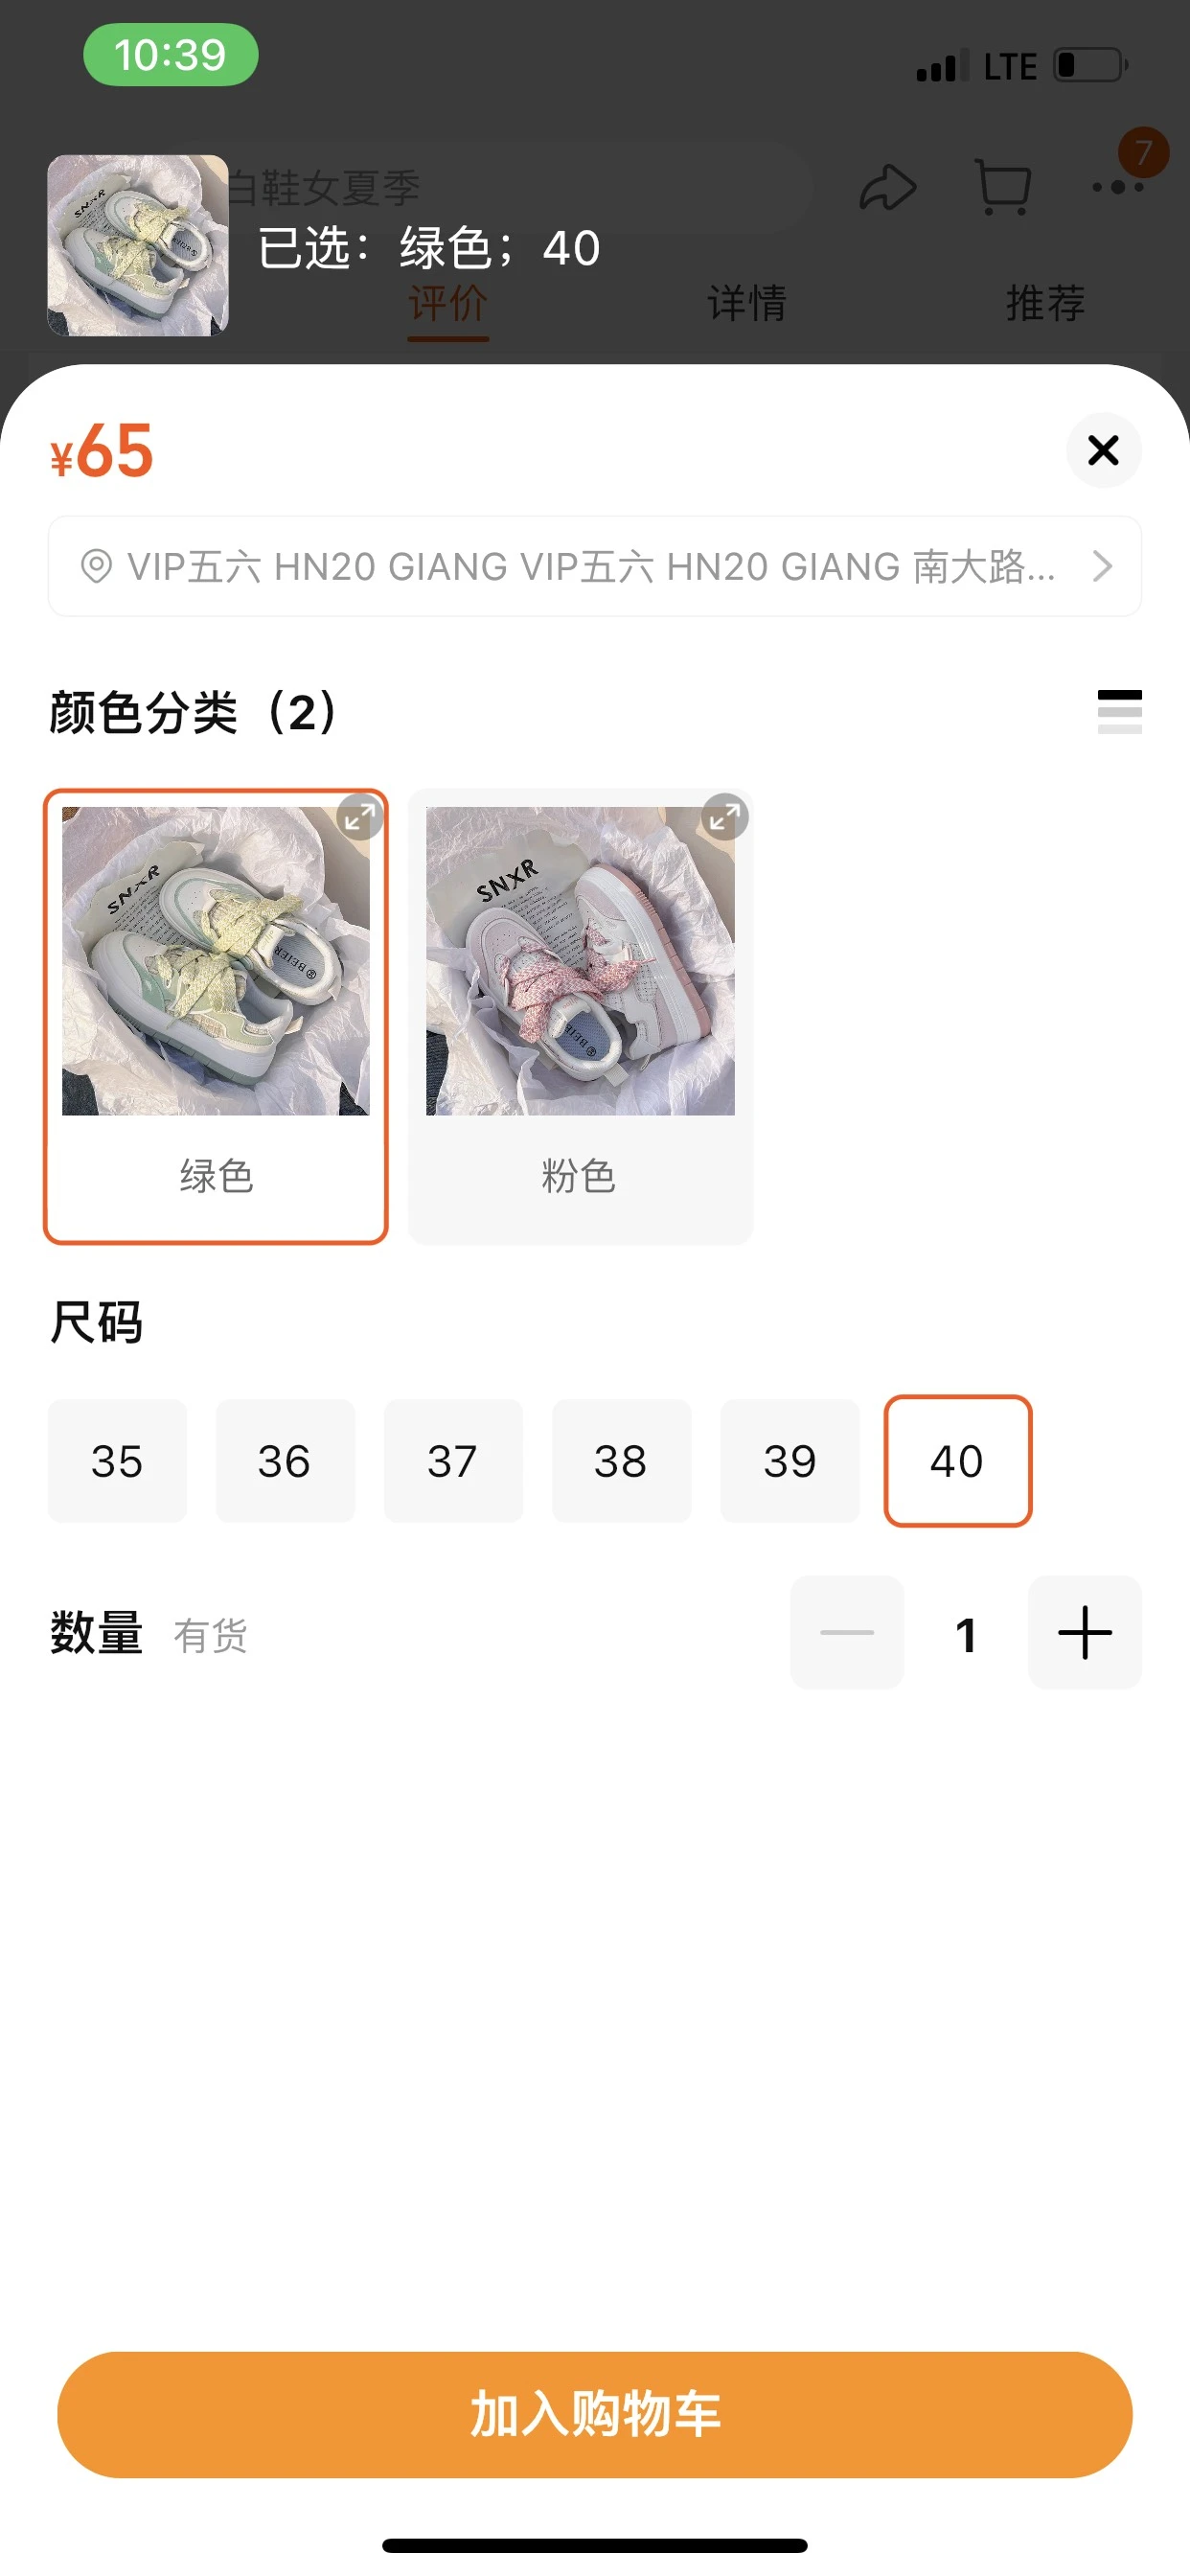 10:39
LTE
白鞋女夏季
7
已选：绿色；40
评价
详情
推荐
¥65
VIP五六 HN20 GIANG VIP五六 HN20 GIANG 南大路...
颜色分类（2）
SNXR
BEIER
SNXR
BEIER
绿色
粉色
尺码
35 36 37 38 39 40
数量 有货
1
加入购物车